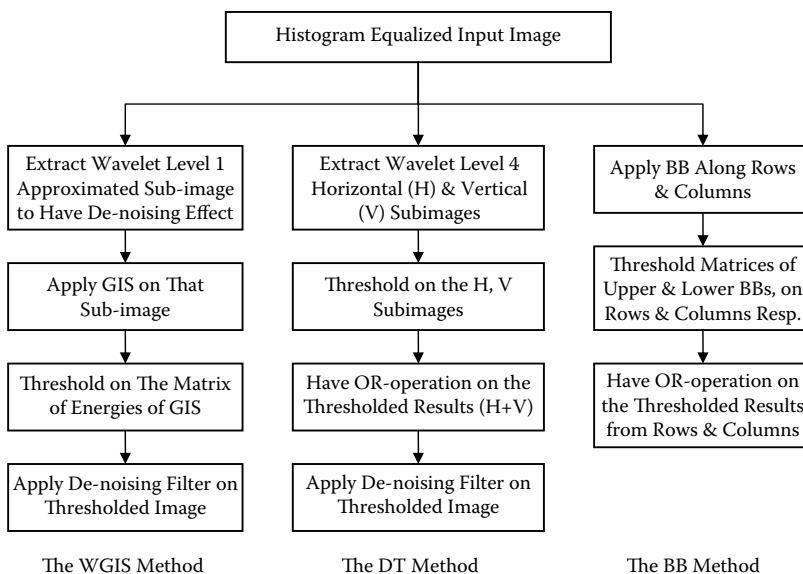 Histogram Equalized Input Image
Extract Wavelet Level 1
Approximated Sub-image
to Have De-noising Effect
Apply GIS on That
Sub-image
Threshold on The Matrix
of Energies of GIS
Apply De-noising Filter on
Thresholded Image
The WGIS Method
Extract Wavelet Level 4
Horizontal (H) & Vertical
(V) Subimages
Threshold on the H, V
Subimages
Have OR-operation on the
Thresholded Results (H+V)
Apply De-noising Filter on
Thresholded Image
The DT Method
Apply BB Along Rows
& Columns
Threshold Matrices of
Upper & Lower BBs, on
Rows & Columns Resp.
Have OR-operation on
the Thresholded Results
from Rows & Columns
The BB Method